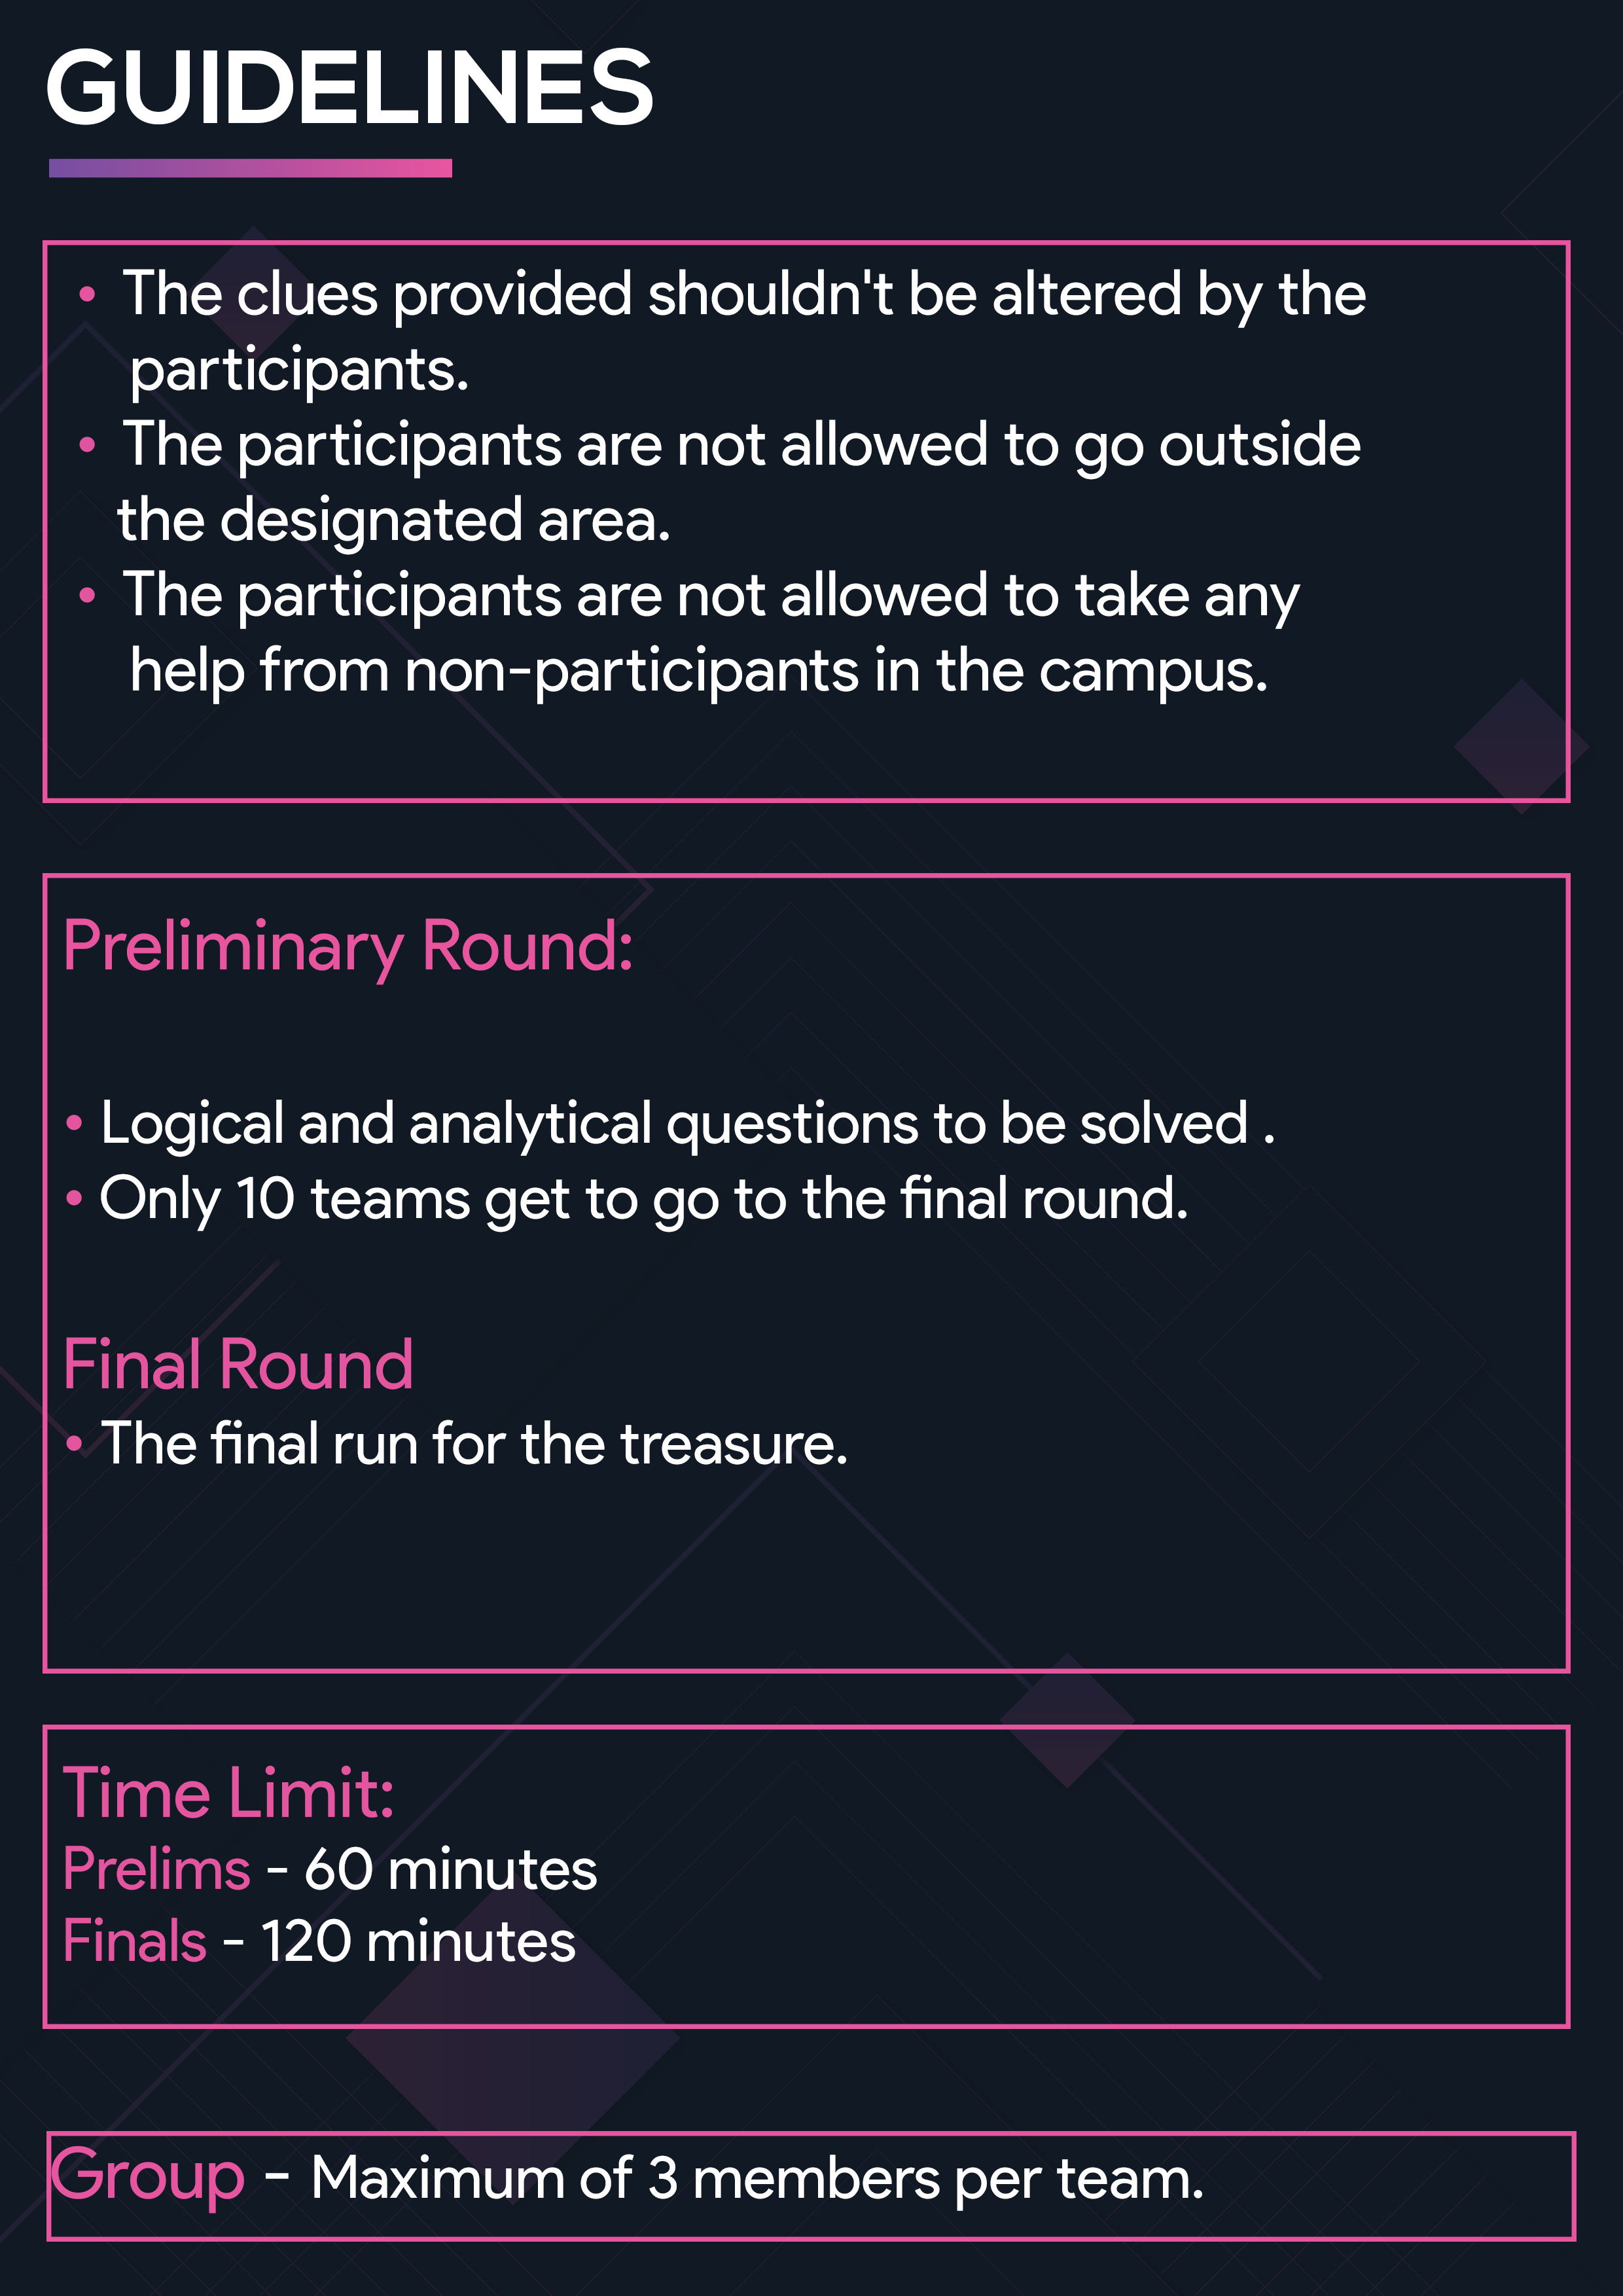 GUIDELINES
• The clues provided shouldn't be altered by the
participants.
• The participants are not allowed to go outside
the designated area.
• The participants are not allowed to take any
help from non-participants in the campus.
Preliminary Round:
• Logical and analytical questions to be solved .
• Only 10 teams get to go to the final round.
Final Round
• The final run for the treasure.
Time Limit:
Prelims - 60 minutes
Finals - 120 minutes
Group - Maximum of 3 members per team.